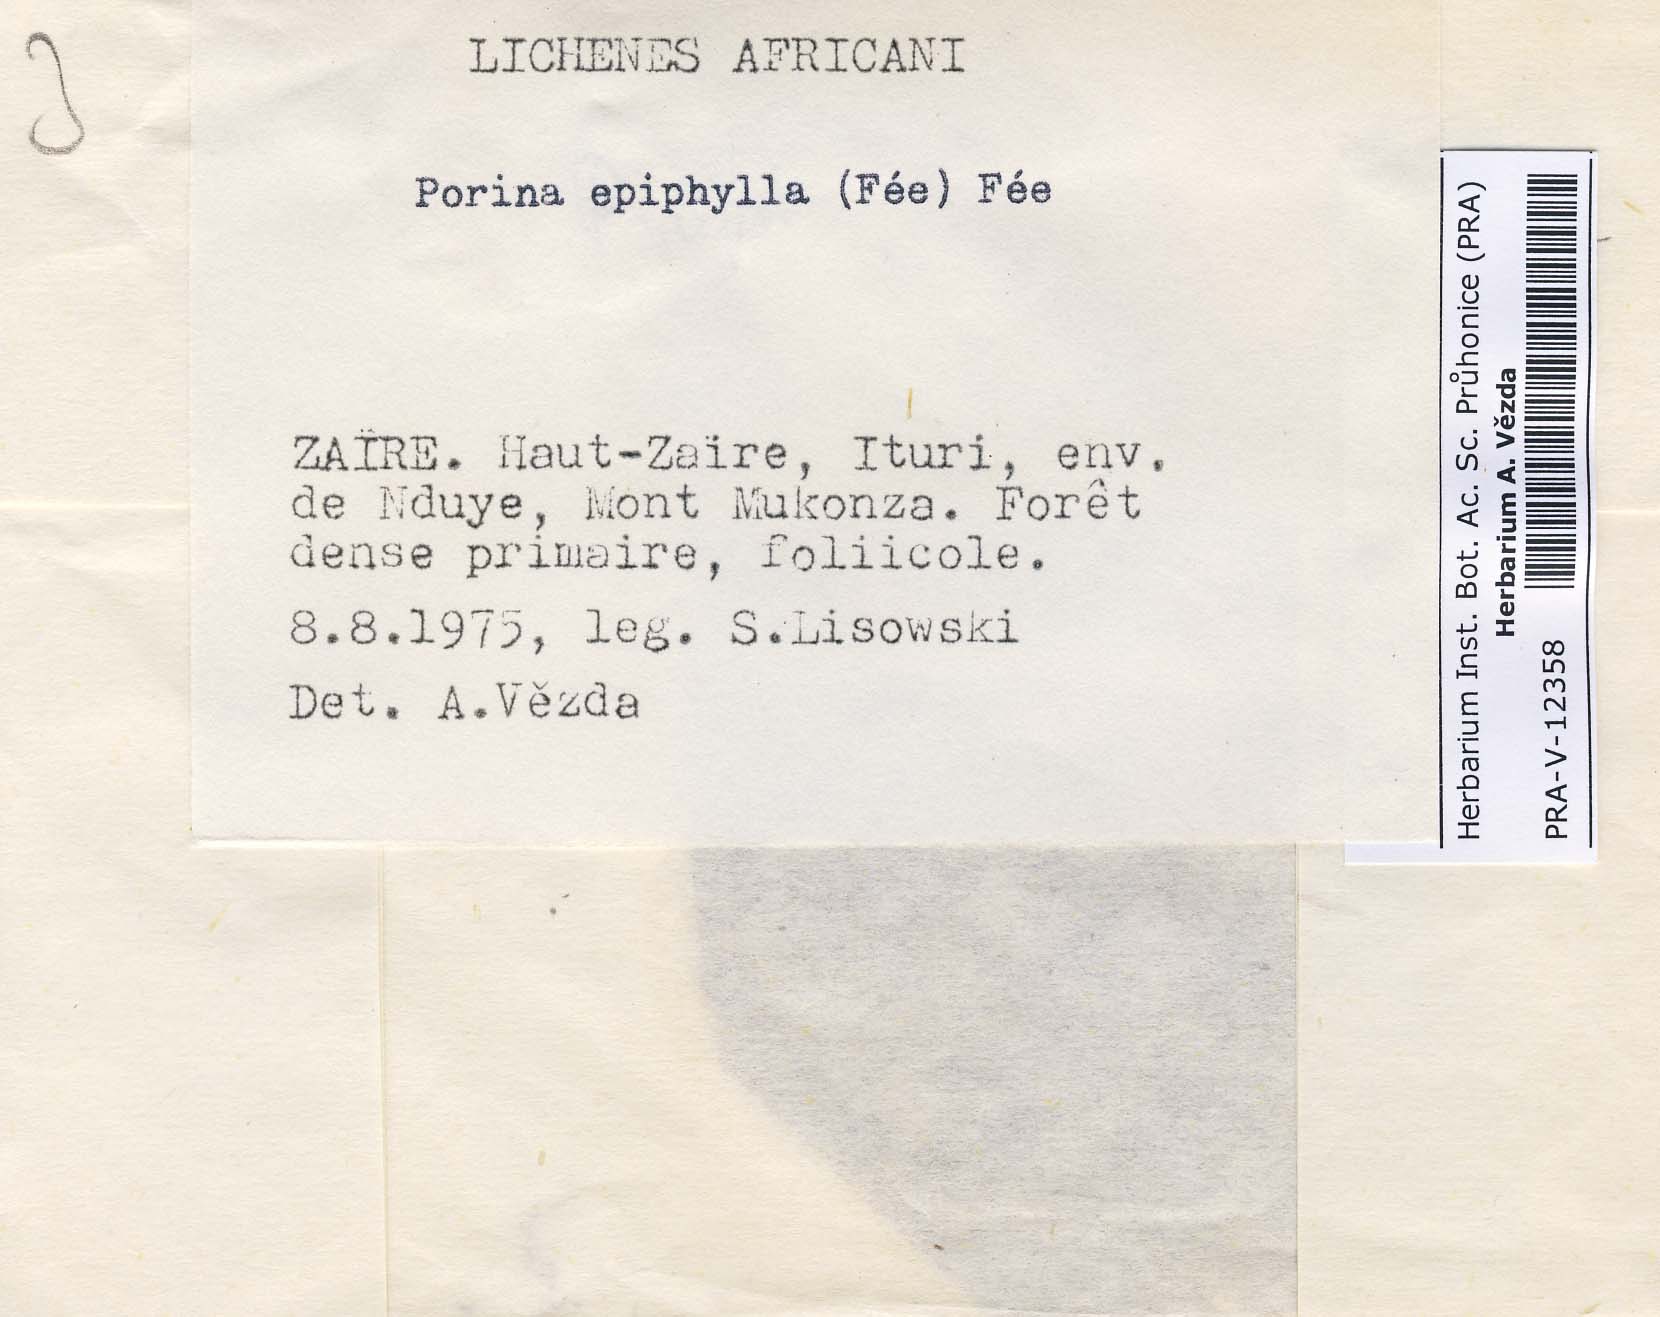 LICHENES AFRICANI
Porina epiphylla (Fée) Fée
ZAÏRE. Haut-Zaïre, Ituri, env.
de Nduye, Mont Mukonza. Forêt
dense primaire, foliicole.
8.8.1975, leg. S.Lisowski
Det. A.Vězda
Herbarium Inst. Bot. Ac. Sc. Průhonice (PRA)
Herbarium A. Vězda
PRA-V-12358